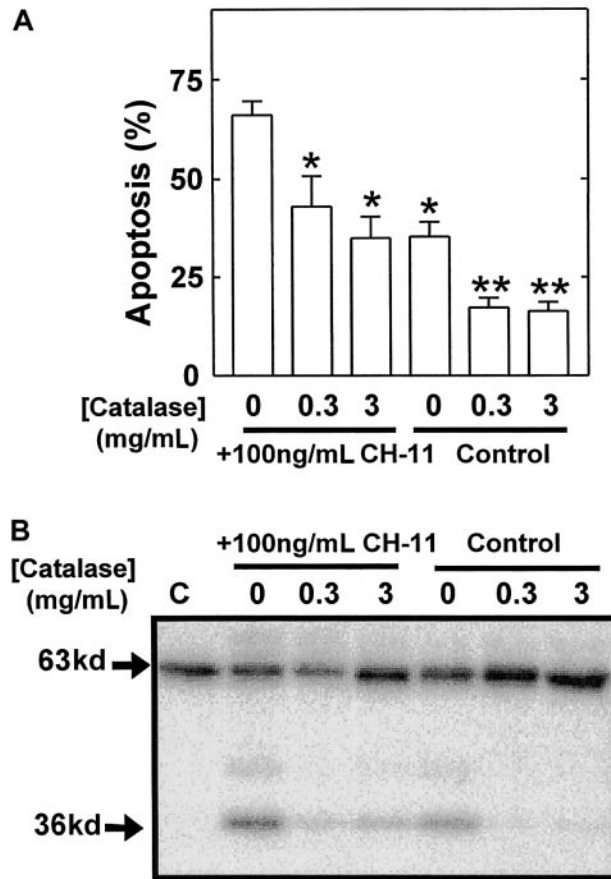 A
Apoptosis (%)
75
50
25
0
* * * ** **
[Catalase] 0 0.3 3 0 0.3 3
(mg/mL)
+100ng/mL CH-11 Control
B
+100ng/mL CH-11 Control
[Catalase]
(mg/mL) C 0 0.3 3 0 0.3 3
63kd
36kd